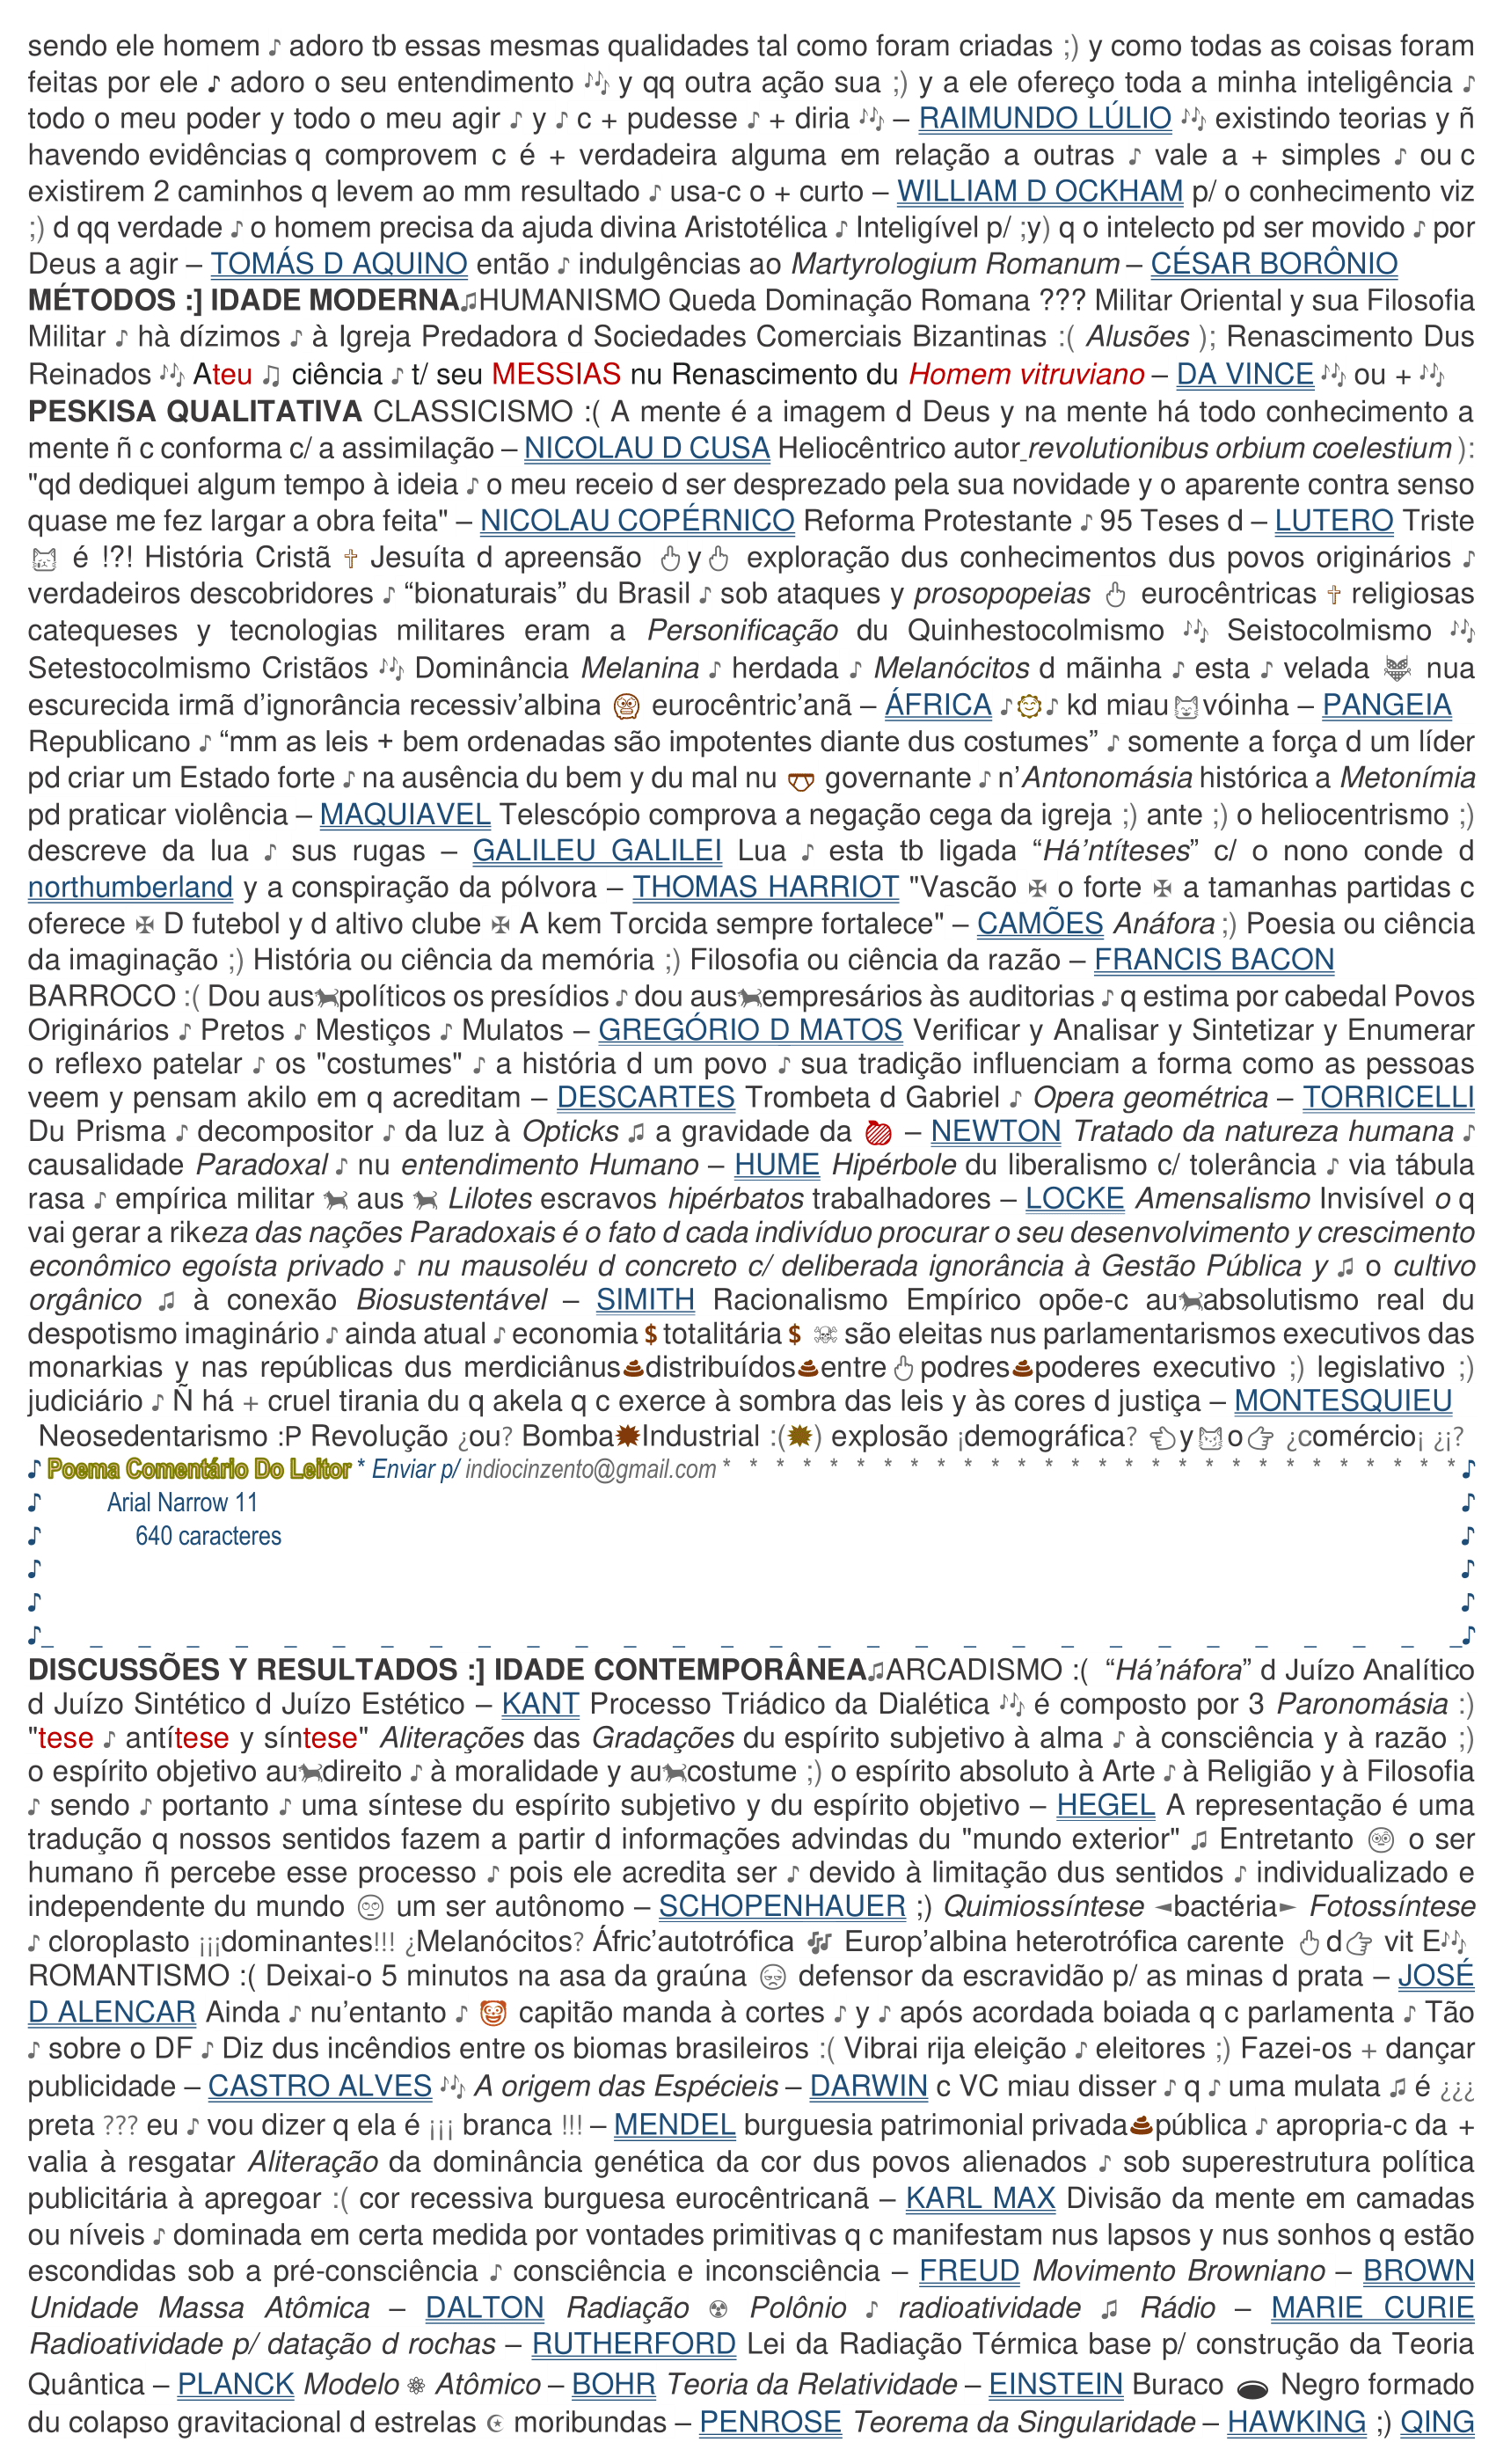 sendo ele homem ♪ adoro tb essas mesmas qualidades tal como foram criadas ;) y como todas as coisas foram
feitas por ele ♪ adoro o seu entendimento 🎶 y qq outra ação sua ;) y a ele ofereço toda a minha inteligência ♪
todo o meu poder y todo o meu agir ♪ y ♪ c + pudesse ♪ + diria 🎶 – RAIMUNDO LÚLIO 🎶 existindo teorias y ñ
havendo evidências q comprovem c é + verdadeira alguma em relação a outras ♪ vale a + simples ♪ ou c
existirem 2 caminhos q levem ao mm resultado ♪ usa-c o + curto – WILLIAM D OCKHAM p/ o conhecimento viz
;) d qq verdade ♪ o homem precisa da ajuda divina Aristotélica ♪ Inteligível p/ ;y) q o intelecto pd ser movido ♪ por
Deus a agir – TOMÁS D AQUINO então ♪ indulgências ao Martyrologium Romanum – CÉSAR BORÔNIO
MÉTODOS :] IDADE MODERNA♫HUMANISMO Queda Dominação Romana ??? Militar Oriental y sua Filosofia
Militar ♪ hà dízimos ♪ à Igreja Predadora d Sociedades Comerciais Bizantinas :( Alusões ); Renascimento Dus
Reinados 🎶 Ateu ♫ ciência ♪ t/ seu MESSIAS nu Renascimento du Homem vitruviano – DA VINCE 🎶 ou + 🎶
PESKISA QUALITATIVA CLASSICISMO :( A mente é a imagem d Deus y na mente há todo conhecimento a
mente ñ c conforma c/ a assimilação – NICOLAU D CUSA Heliocêntrico autor revolutionibus orbium coelestium ):
"qd dediquei algum tempo à ideia ♪ o meu receio d ser desprezado pela sua novidade y o aparente contra senso
quase me fez largar a obra feita" – NICOLAU COPÉRNICO Reforma Protestante ♪ 95 Teses d – LUTERO Triste
😿 é !?! História Cristã ✝ Jesuíta d apreensão 🖕y🖕 exploração dus conhecimentos dus povos originários ♪
verdadeiros descobridores ♪ “bionaturais” du Brasil ♪ sob ataques y prosopopeias 🖕 eurocêntricas ✝ religiosas
catequeses y tecnologias militares eram a Personificação du Quinhestocolmismo 🎶 Seistocolmismo 🎶
Setestocolmismo Cristãos 🎶 Dominância Melanina ♪ herdada ♪ Melanócitos d mãinha ♪ esta ♪ velada 👙 nua
escurecida irmã d’ignorância recessiv’albina eurocêntric’anã – ÁFRICA ♪🌞♪ kd miau😺vóinha – PANGEIA
Republicano ♪ “mm as leis + bem ordenadas são impotentes diante dus costumes” ♪ somente a força d um líder
pd criar um Estado forte ♪ na ausência du bem y du mal nu 🩲 governante ♪ n’Antonomásia histórica a Metonímia
pd praticar violência – MAQUIAVEL Telescópio comprova a negação cega da igreja ;) ante ;) o heliocentrismo ;)
descreve da lua ♪ sus rugas – GALILEU GALILEI Lua ♪ esta tb ligada “Há’ntíteses” c/ o nono conde d
northumberland y a conspiração da pólvora – THOMAS HARRIOT "Vascão ✠ o forte ✠ a tamanhas partidas c
oferece ✠ D futebol y d altivo clube ✠ A kem Torcida sempre fortalece" – CAMÕES Anáfora ;) Poesia ou ciência
da imaginação ;) História ou ciência da memória ;) Filosofia ou ciência da razão – FRANCIS BACON
BARROCO :( Dou aus🐕políticos os presídios ♪ dou aus🐕empresários às auditorias ♪ q estima por cabedal Povos
Originários ♪ Pretos ♪ Mestiços ♪ Mulatos – GREGÓRIO D MATOS Verificar y Analisar y Sintetizar y Enumerar
o reflexo patelar ♪ os "costumes" ♪ a história d um povo ♪ sua tradição influenciam a forma como as pessoas
veem y pensam akilo em q acreditam – DESCARTES Trombeta d Gabriel ♪ Opera geométrica – TORRICELLI
Du Prisma ♪ decompositor ♪ da luz à Opticks ♫ a gravidade da 🍎 – NEWTON Tratado da natureza humana ♪
causalidade Paradoxal ♪ nu entendimento Humano – HUME Hipérbole du liberalismo c/ tolerância ♪ via tábula
rasa ♪ empírica militar 🐕 aus 🐕 Lilotes escravos hipérbatos trabalhadores – LOCKE Amensalismo Invisível o q
vai gerar a rikeza das nações Paradoxais é o fato d cada indivíduo procurar o seu desenvolvimento y crescimento
econômico egoísta privado ♪ nu mausoléu d concreto c/ deliberada ignorância à Gestão Pública y ♫ o cultivo
orgânico ♫ à conexão Biosustentável – SIMITH Racionalismo Empírico opõe-c au🐕absolutismo real du
despotismo imaginário ♪ ainda atual ♪ economia $ totalitária $ ☠ são eleitas nus parlamentarismos executivos das
monarkias y nas repúblicas dus merdiciânus💩distribuídos💩entre🖕podres💩poderes executivo ;) legislativo ;)
judiciário ♪ Ñ há + cruel tirania du q akela q c exerce à sombra das leis y às cores d justiça – MONTESQUIEU
Neosedentarismo :P Revolução ¿ou? Bomba✹Industrial :(✹) explosão ¡demográfica? 👈y😼o👉 ¿comércio¡ ¿¡?
♪ Poema Comentário Do Leitor * Enviar p/ indiocinzento@gmail.com * * * * * * * * * * * * * * * * * * * * * * * * * * * * ♪
♪ Arial Narrow 11 ♪
♪ 640 caracteres ♪
♪ ♪
♪ ♪
♪_ _ _ _ _ _ _ _ _ _ _ _ _ _ _ _ _ _ _ _ _ _ _ _ _ _ _ _ _ _♪
DISCUSSÕES Y RESULTADOS :] IDADE CONTEMPORÂNEA♫ARCADISMO :( “Há’náfora” d Juízo Analítico
d Juízo Sintético d Juízo Estético – KANT Processo Triádico da Dialética 🎶 é composto por 3 Paronomásia :)
"tese ♪ antítese y síntese" Aliterações das Gradações du espírito subjetivo à alma ♪ à consciência y à razão ;)
o espírito objetivo au🐕direito ♪ à moralidade y au🐕costume ;) o espírito absoluto à Arte ♪ à Religião y à Filosofia
♪ sendo ♪ portanto ♪ uma síntese du espírito subjetivo y du espírito objetivo – HEGEL A representação é uma
tradução q nossos sentidos fazem a partir d informações advindas du "mundo exterior" ♫ Entretanto 😳 o ser
humano ñ percebe esse processo ♪ pois ele acredita ser ♪ devido à limitação dus sentidos ♪ individualizado e
independente du mundo 🙄 um ser autônomo – SCHOPENHAUER ;) Quimiossíntese ◄bactéria► Fotossíntese
♪ cloroplasto ¡¡¡dominantes!!! ¿Melanócitos? Áfric’autotrófica 🎶 Europ’albina heterotrófica carente 🖕d👉 vit E🎶
ROMANTISMO :( Deixai-o 5 minutos na asa da graúna 😒 defensor da escravidão p/ as minas d prata – JOSÉ
D ALENCAR Ainda ♪ nu’entanto ♪ 🤡 capitão manda à cortes ♪ y ♪ após acordada boiada q c parlamenta ♪ Tão
♪ sobre o DF ♪ Diz dus incêndios entre os biomas brasileiros :( Vibrai rija eleição ♪ eleitores ;) Fazei-os + dançar
publicidade – CASTRO ALVES 🎶 A origem das Espécieis – DARWIN c VC miau disser ♪ q ♪ uma mulata ♫ é ¿¿¿
preta ??? eu ♪ vou dizer q ela é ¡¡¡ branca !!! – MENDEL burguesia patrimonial privada💩pública ♪ apropria-c da +
valia à resgatar Aliteração da dominância genética da cor dus povos alienados ♪ sob superestrutura política
publicitária à apregoar :( cor recessiva burguesa eurocêntricanã – KARL MAX Divisão da mente em camadas
ou níveis ♪ dominada em certa medida por vontades primitivas q c manifestam nus lapsos y nus sonhos q estão
escondidas sob a pré-consciência ♪ consciência e inconsciência – FREUD Movimento Browniano – BROWN
Unidade Massa Atômica – DALTON Radiação ☢ Polônio ♪ radioatividade ♫ Rádio – MARIE CURIE
Radioatividade p/ datação d rochas – RUTHERFORD Lei da Radiação Térmica base p/ construção da Teoria
Quântica – PLANCK Modelo ⚛ Atômico – BOHR Teoria da Relatividade – EINSTEIN Buraco 🕳 Negro formado
du colapso gravitacional d estrelas ☪ moribundas – PENROSE Teorema da Singularidade – HAWKING ;) QING